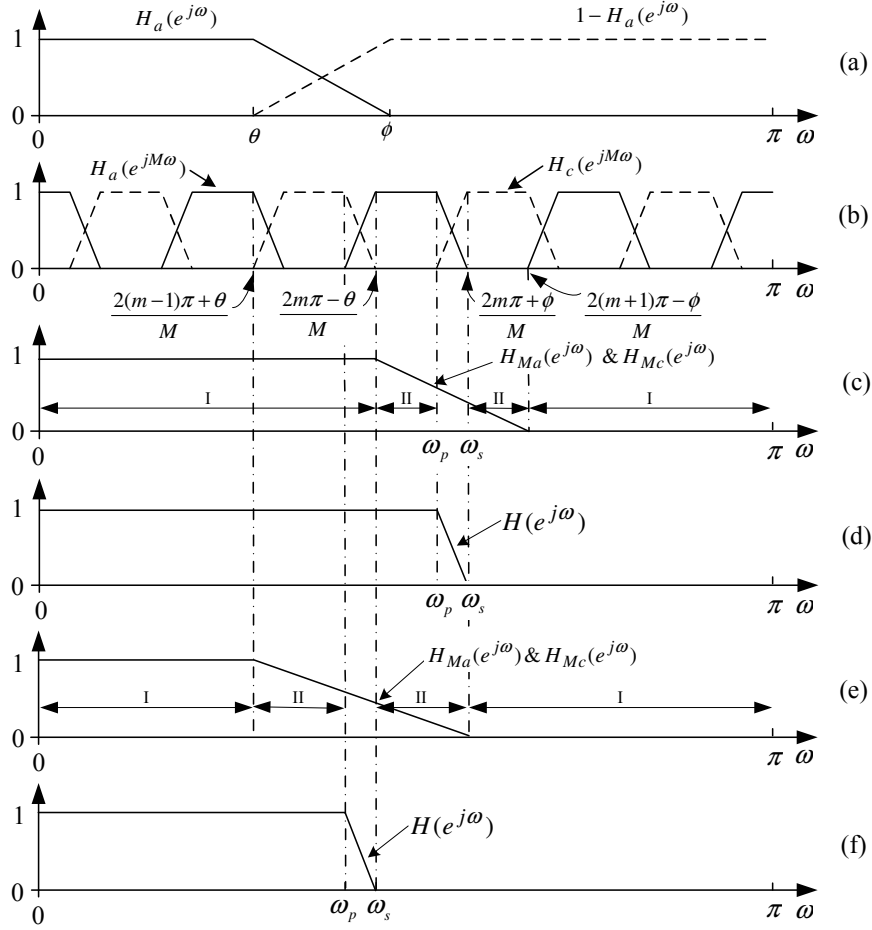 H_a(e^{jω}) 1−H_a(e^{jω})
1
(a)
0
0 θ ϕ π ω
H_a(e^{jMω}) H_c(e^{jMω})
1
(b)
0
0 π ω
2(m−1)π+θ / M 2mπ−θ / M 2mπ+ϕ / M 2(m+1)π−ϕ / M
H_{Ma}(e^{jω}) & H_{Mc}(e^{jω})
1
(c)
I II II I
0
0 ω_p ω_s π ω
1
H(e^{jω})
(d)
0
0 ω_p ω_s π ω
H_{Ma}(e^{jω}) & H_{Mc}(e^{jω})
1
(e)
I II II I
0
0 π ω
1
H(e^{jω})
(f)
0
0 ω_p ω_s π ω